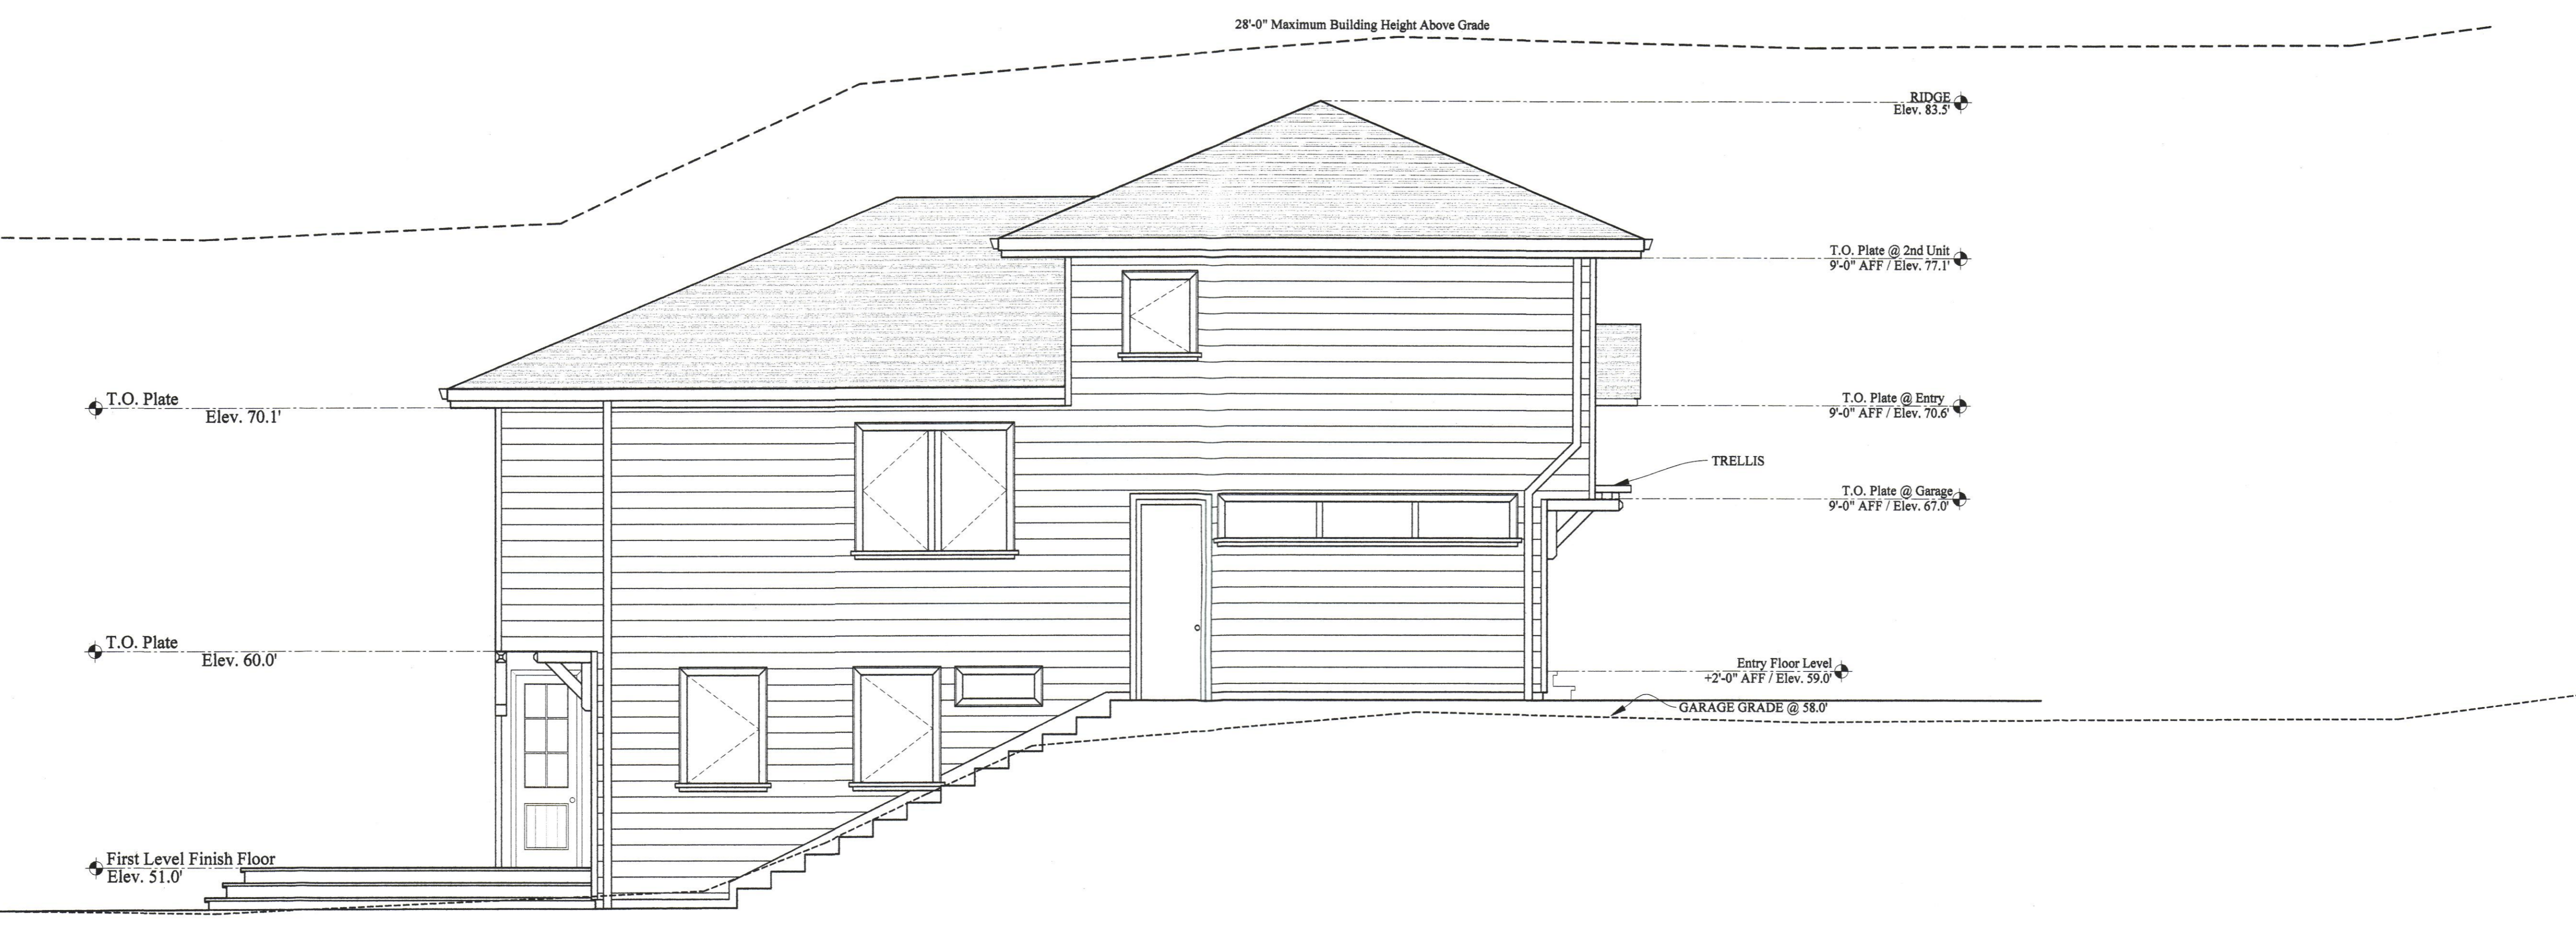 28'-0" Maximum Building Height Above Grade
RIDGE
Elev. 83.5'
T.O. Plate @ 2nd Unit
9'-0" AFF / Elev. 77.1'
T.O. Plate
Elev. 70.1'
T.O. Plate @ Entry
9'-0" AFF / Elev. 70.6'
TRELLIS
T.O. Plate @ Garage
9'-0" AFF / Elev. 67.0'
T.O. Plate
Elev. 60.0'
Entry Floor Level
+2'-0" AFF / Elev. 59.0'
GARAGE GRADE @ 58.0'
First Level Finish Floor
Elev. 51.0'